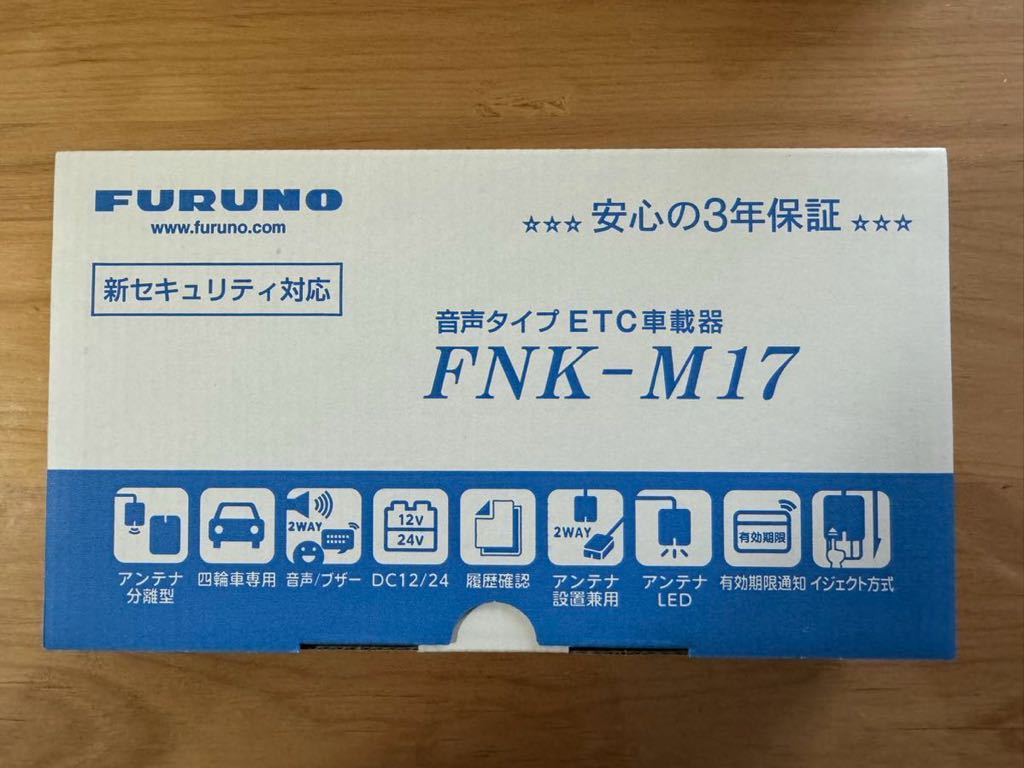 FURUNO
www.furuno.com
☆☆☆ 安心の3年保証 ☆☆☆
新セキュリティ対応
音声タイプ ETC車載器
FNK-M17
2WAY
12V
24V
2WAY
有効期限
アンテナ
分離型
四輪車専用
音声/ブザー
DC12/24
履歴確認
アンテナ
設置兼用
アンテナ
LED
有効期限通知
イジェクト方式